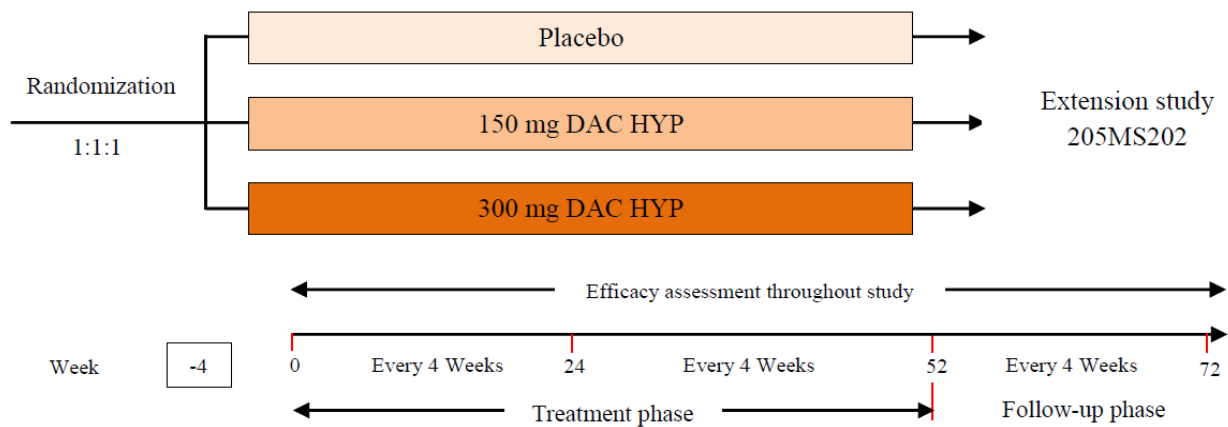 Placebo
Randomization
1:1:1
150 mg DAC HYP
300 mg DAC HYP
Extension study
205MS202
Efficacy assessment throughout study
Week -4 0 Every 4 Weeks 24 Every 4 Weeks 52 Every 4 Weeks 72
Treatment phase Follow-up phase